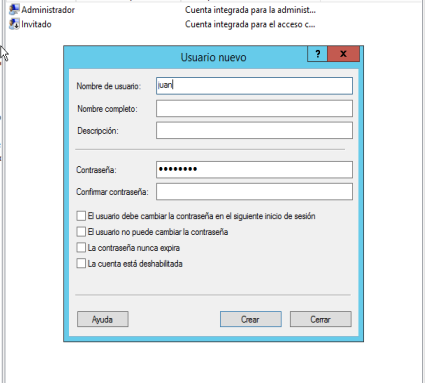 Administrador Cuenta integrada para la administ...
Invitado Cuenta integrada para el acceso c...
Usuario nuevo
? x
Nombre de usuario: juan
Nombre completo:
Descripción:
Contraseña: ••••••••
Confirmar contraseña:
El usuario debe cambiar la contraseña en el siguiente inicio de sesión
El usuario no puede cambiar la contraseña
La contraseña nunca expira
La cuenta está deshabilitada
Ayuda Crear Cerrar